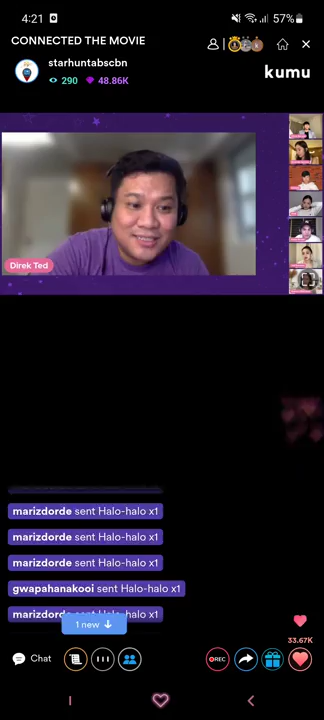 4:21
57%
CONNECTED THE MOVIE
starhuntabscbn
290
48.86K
kumu
Direk Ted
marizdorde sent Halo-halo x1
marizdorde sent Halo-halo x1
marizdorde sent Halo-halo x1
gwapahanakooi sent Halo-halo x1
marizdorde sent Halo-halo x1
1 new
33.67K
Chat
REC